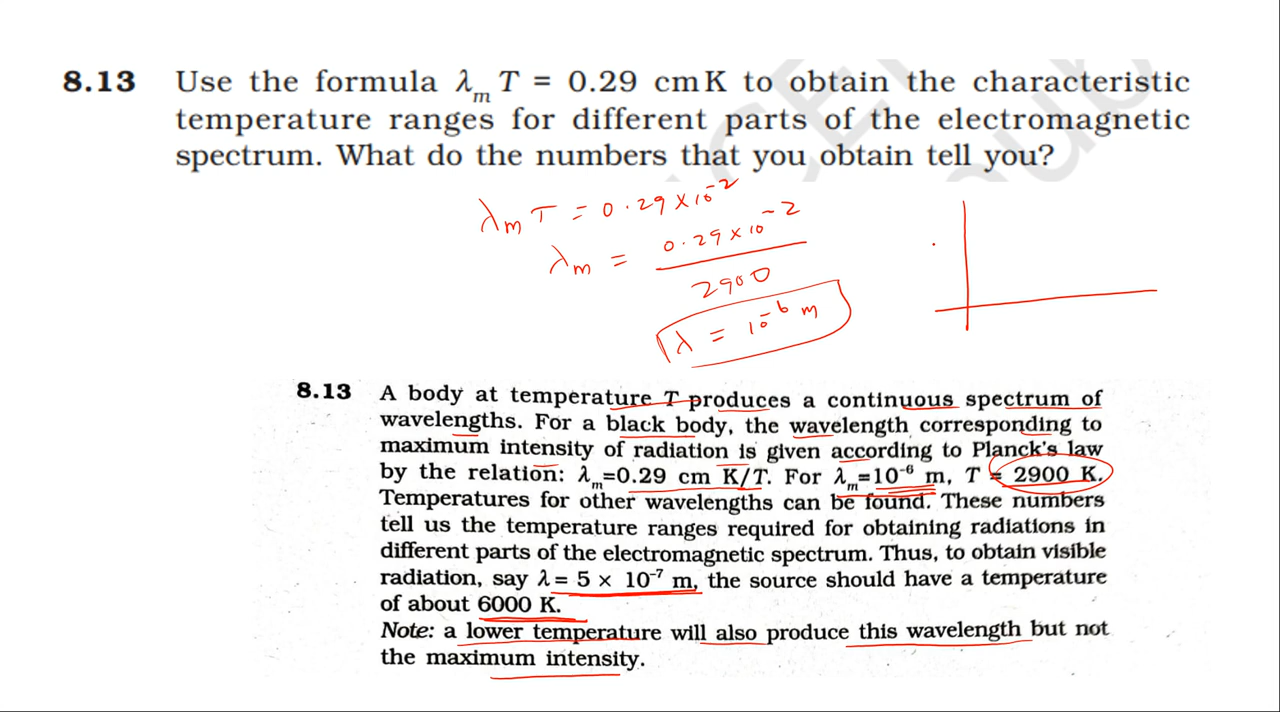 8.13 Use the formula λm T = 0.29 cm K to obtain the characteristic
temperature ranges for different parts of the electromagnetic
spectrum. What do the numbers that you obtain tell you?
λm T = 0.29 × 10⁻²
λm = 0.29 × 10⁻²
2900
λ = 10⁻⁶ m
8.13 A body at temperature T produces a continuous spectrum of
wavelengths. For a black body, the wavelength corresponding to
maximum intensity of radiation is given according to Planck's law
by the relation: λm=0.29 cm K/T. For λm=10⁻⁶ m, T = 2900 K.
Temperatures for other wavelengths can be found. These numbers
tell us the temperature ranges required for obtaining radiations in
different parts of the electromagnetic spectrum. Thus, to obtain visible
radiation, say λ = 5 × 10⁻⁷ m, the source should have a temperature
of about 6000 K.
Note: a lower temperature will also produce this wavelength but not
the maximum intensity.